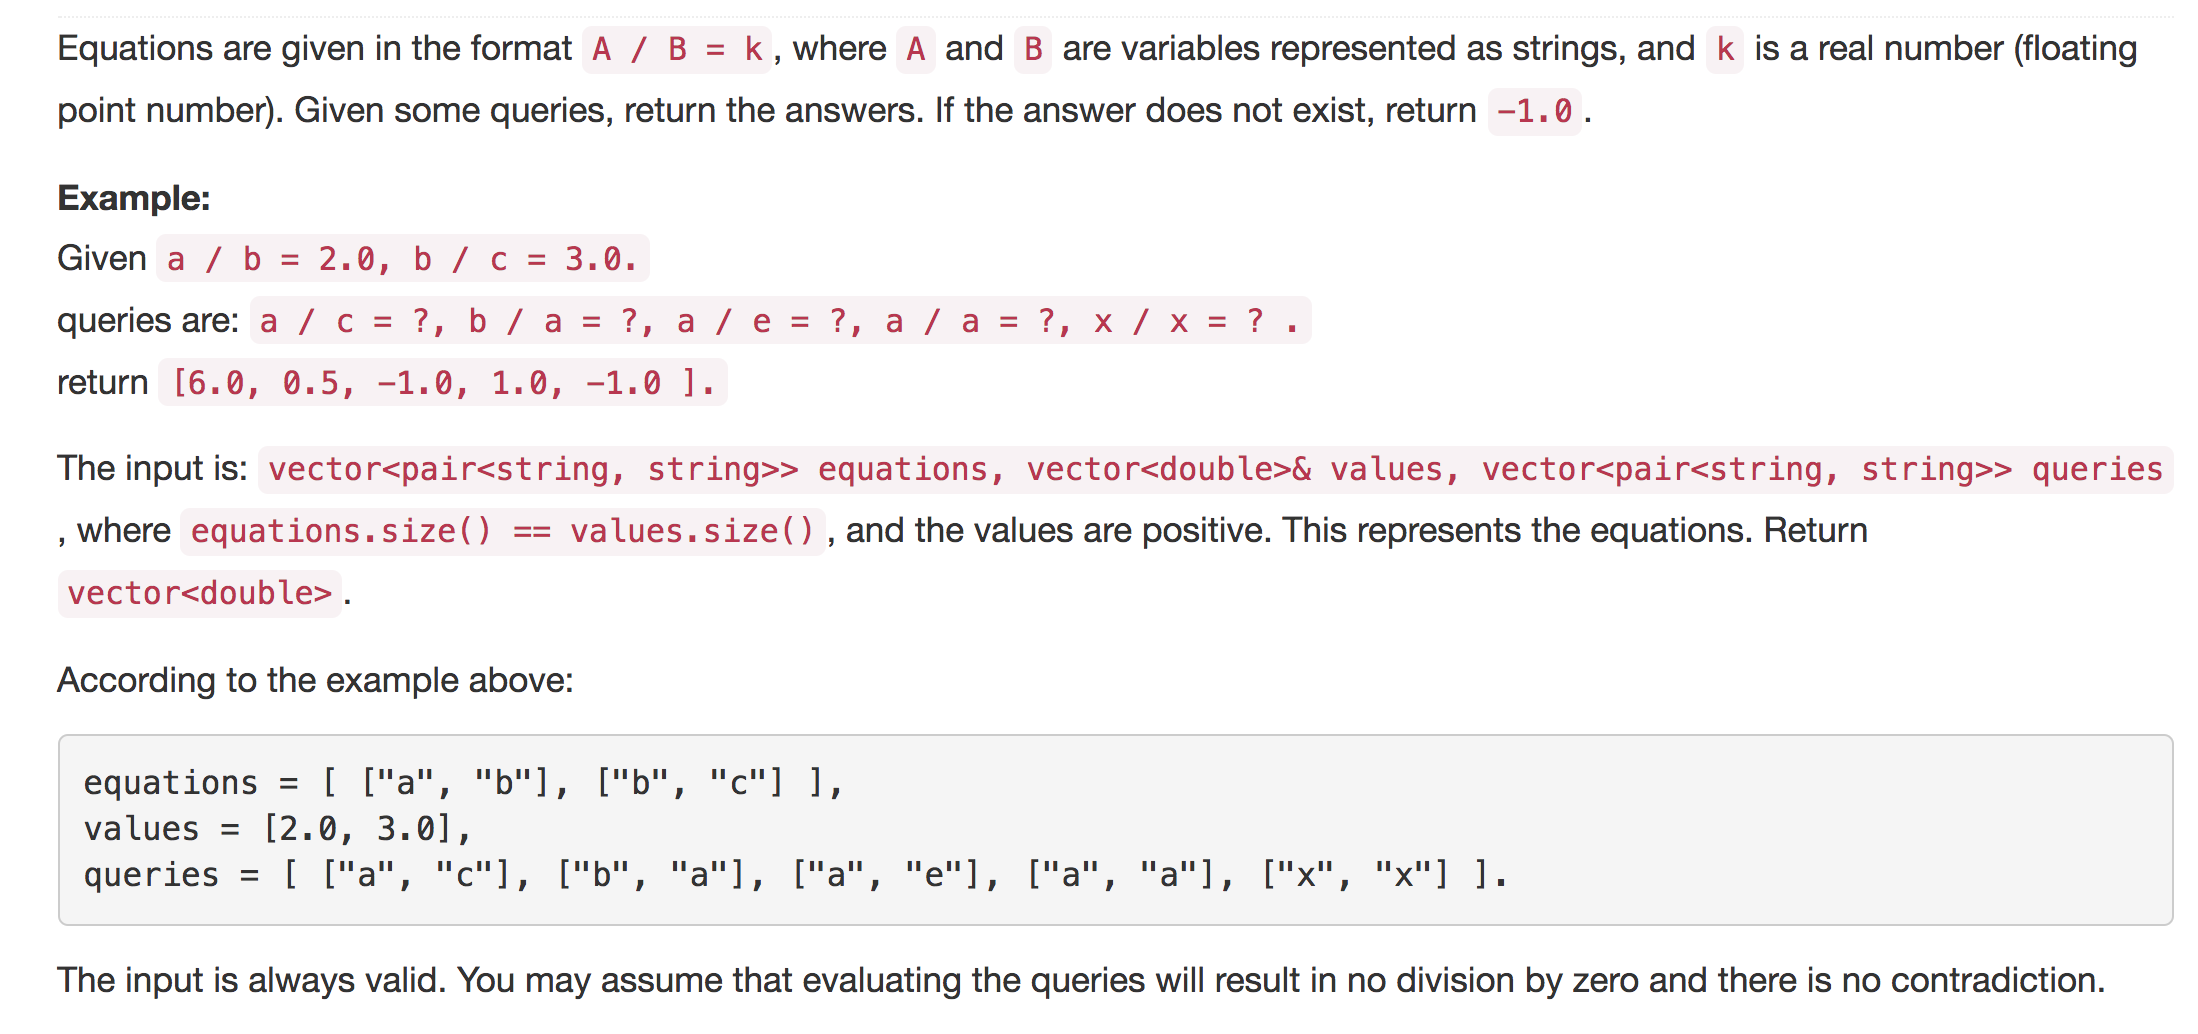 Equations are given in the format A / B = k, where A and B are variables represented as strings, and k is a real number (floating
point number). Given some queries, return the answers. If the answer does not exist, return -1.0.
Example:
Given a / b = 2.0, b / c = 3.0.
queries are: a / c = ?, b / a = ?, a / e = ?, a / a = ?, x / x = ? .
return [6.0, 0.5, -1.0, 1.0, -1.0 ].
The input is: vector<pair<string, string>> equations, vector<double>& values, vector<pair<string, string>> queries
, where equations.size() == values.size(), and the values are positive. This represents the equations. Return
vector<double>.
According to the example above:
equations = [ ["a", "b"], ["b", "c"] ],
values = [2.0, 3.0],
queries = [ ["a", "c"], ["b", "a"], ["a", "e"], ["a", "a"], ["x", "x"] ].
The input is always valid. You may assume that evaluating the queries will result in no division by zero and there is no contradiction.